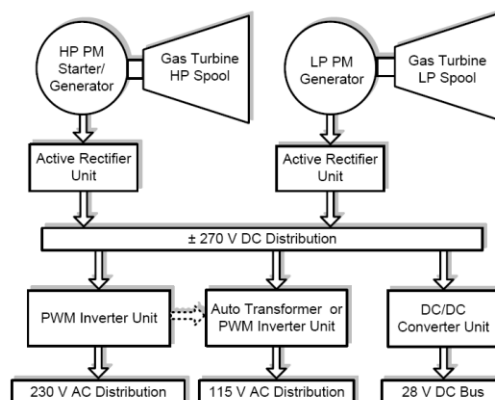 HP PM
Starter/
Generator
Gas Turbine
HP Spool
LP PM
Generator
Gas Turbine
LP Spool
Active Rectifier
Unit
Active Rectifier
Unit
± 270 V DC Distribution
PWM Inverter Unit
Auto Transformer or
PWM Inverter Unit
DC/DC
Converter Unit
230 V AC Distribution
115 V AC Distribution
28 V DC Bus